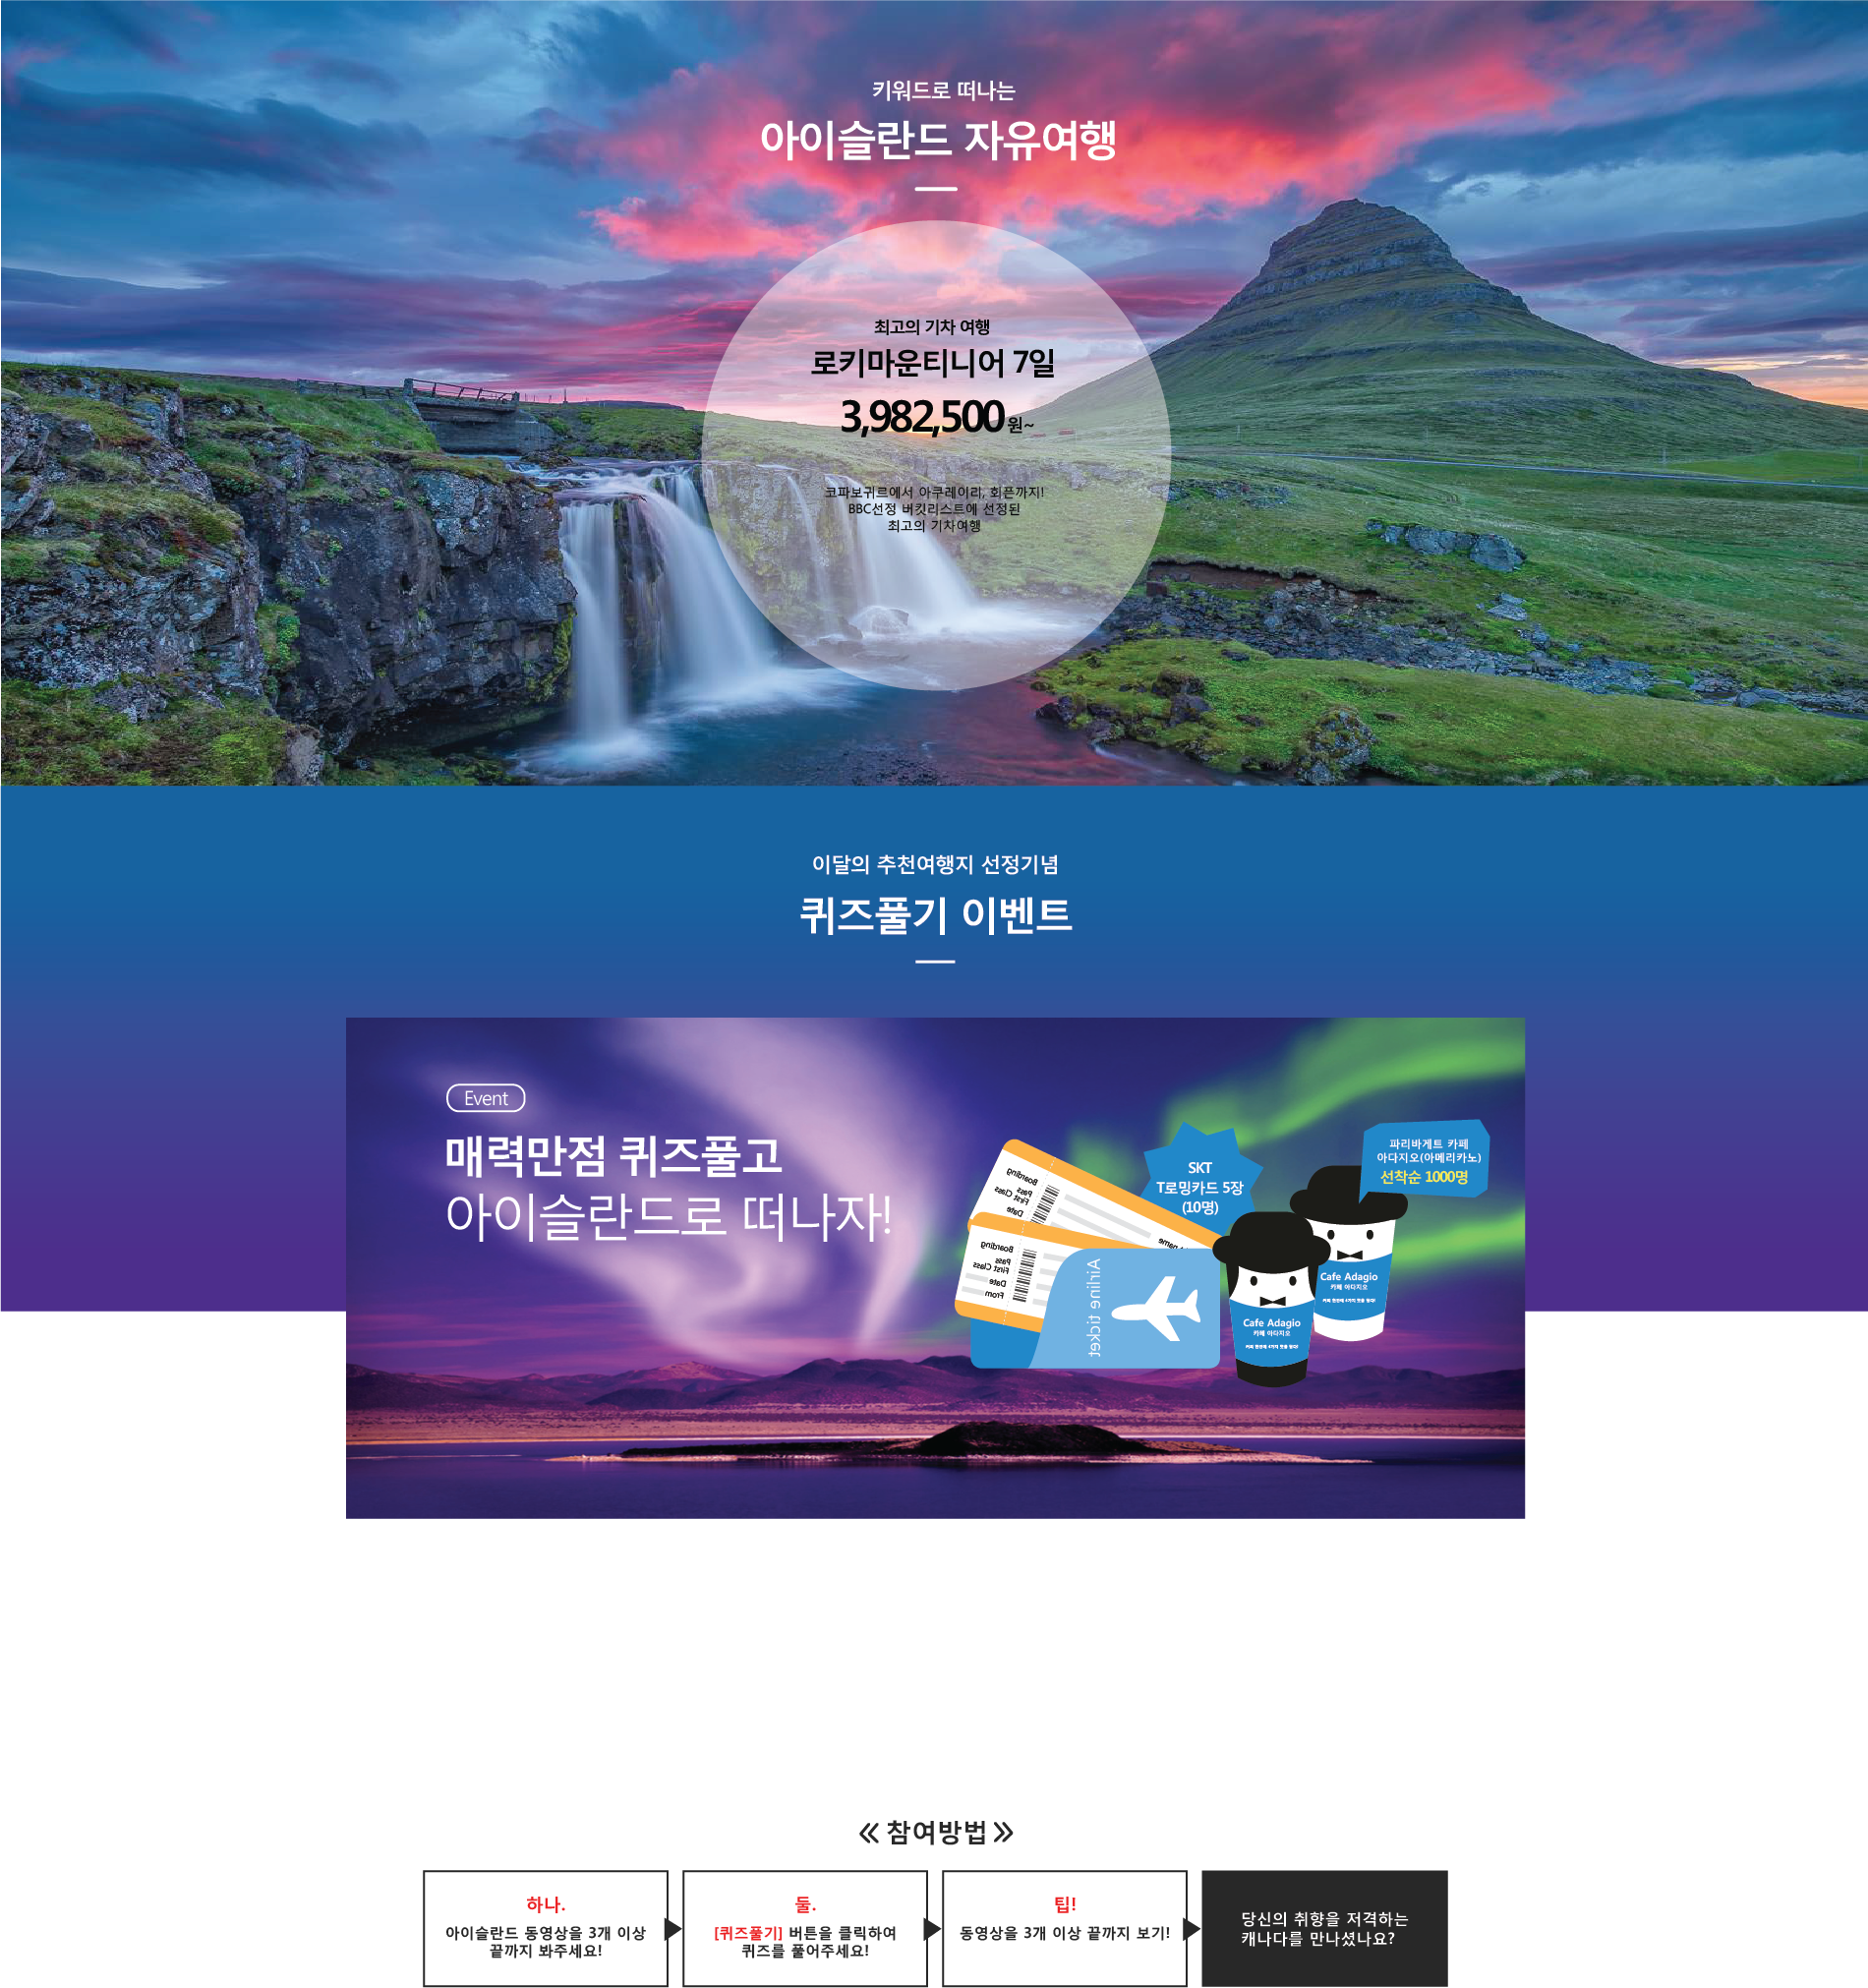 키워드로 떠나는
아이슬란드 자유여행
최고의 기차 여행
로키마운티니어 7일
3,982,500원~
코파보귀르에서 아쿠레이리, 회픈까지!
BBC선정 버킷리스트에 선정된
최고의 기차여행
이달의 추천여행지 선정기념
퀴즈풀기 이벤트
Event
매력만점 퀴즈풀고
아이슬란드로 떠나자!
SKT
T로밍카드 5장
(10명)
파리바게트 카페
아다지오(아메리카노)
선착순 1000명
Boarding
Pass
First Class
Date
name
Boarding
Pass
First Class
Date
From
Airline ticket
Cafe Adagio
카페 아다지오
Cafe Adagio
카페 아다지오
《 참여방법 》
하나.
아이슬란드 동영상을 3개 이상
끝까지 봐주세요!
둘.
[퀴즈풀기] 버튼을 클릭하여
퀴즈를 풀어주세요!
팁!
동영상을 3개 이상 끝까지 보기!
당신의 취향을 저격하는
캐나다를 만나셨나요?